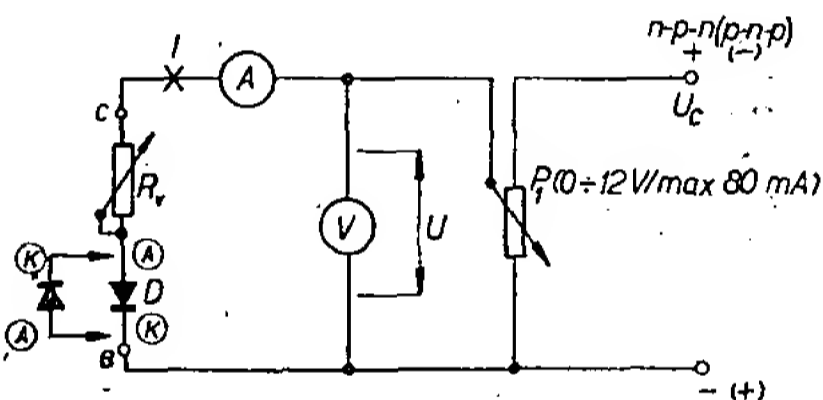 n-p-n(p-n-p)
+ (-)
I
A
C
U_C
R_v
P_1(0÷12V/max 80 mA)
V
U
K
A
D
A
K
B
- (+)